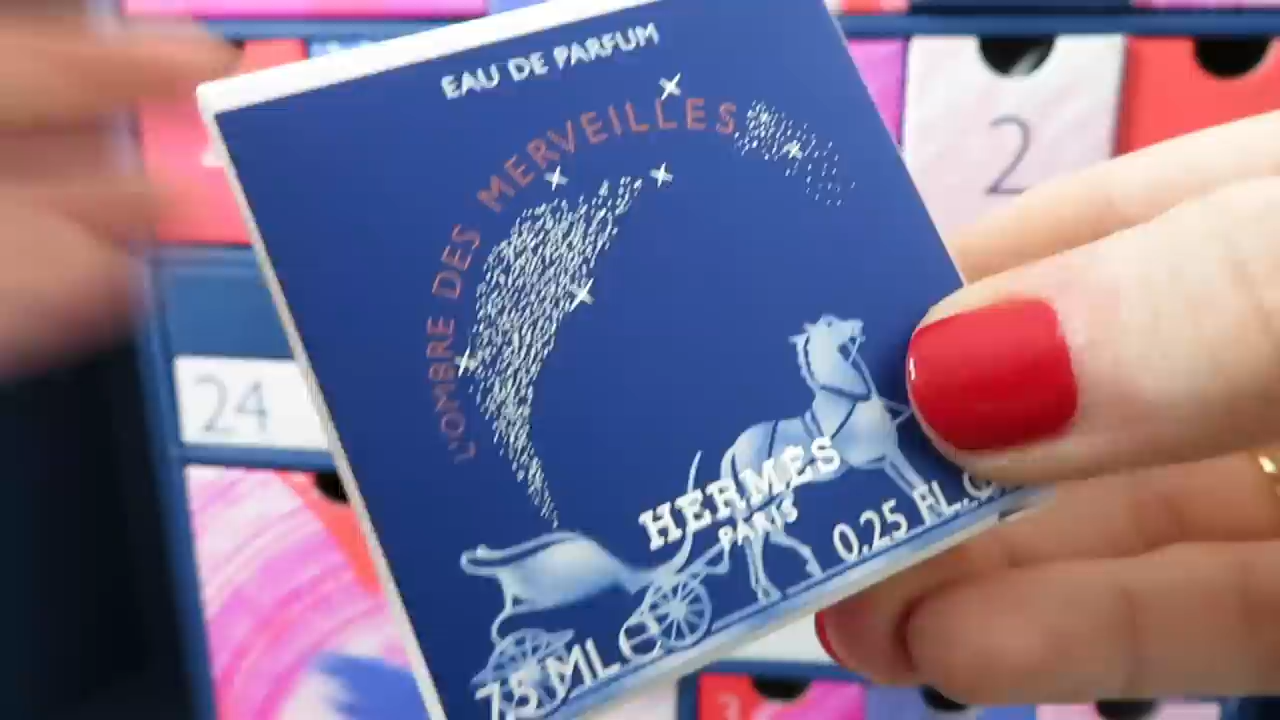 EAU DE PARFUM
L'OMBRE DES MERVEILLES
2
24
HERMÈS
PARIS
0.25 FL.
7.5 ML e